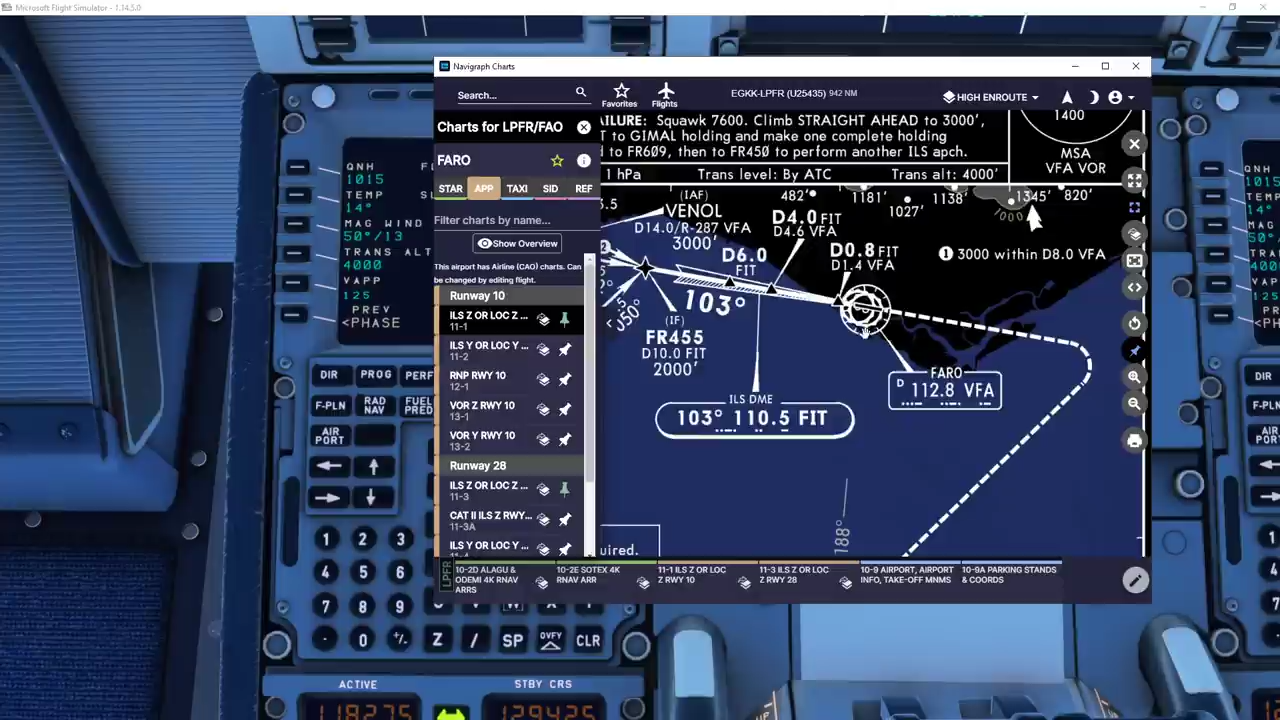 Microsoft Flight Simulator - 1.14.5.0
Navigraph Charts
Search...
Favorites
Flights
EGKK-LPFR (U25435) 942 NM
HIGH ENROUTE
Charts for LPFR/FAO
FARO
STAR
APP
TAXI
SID
REF
Filter charts by name...
Show Overview
This airport has Airline (CAO) charts. Can
be changed by editing flight.
Runway 10
ILS Z OR LOC Z ...
11-1
ILS Y OR LOC Y ...
11-2
RNP RWY 10
12-1
VOR Z RWY 10
13-1
VOR Y RWY 10
13-2
Runway 28
ILS Z OR LOC Z ...
11-3
CAT II ILS Z RWY...
11-3A
ILS Y OR LOC Y ...
AILURE: Squawk 7600. Climb STRAIGHT AHEAD to 3000',
T to GIMAL holding and make one complete holding
d to FR609, then to FR450 to perform another ILS apch.
1 hPa
Trans level: by ATC
Trans alt: 4000'
1400
MSA
VFA VOR
(IAF)
VENOL
D14.0/R-287 VFA
3000'
482'
1181'
1027'
1138'
1345'
820'
1000
D4.0 FIT
D4.6 VFA
D6.0
FIT
D0.8 FIT
D1.4 VFA
1 3000 within D8.0 VFA
103°
(IF)
FR455
D10.0 FIT
2000'
ILS DME
103° 110.5 FIT
FARO
D 112.8 VFA
188°
uired.
LPFR
10-2D ALAGU &
ODEMI 4A RNAV
ARRS
10-2E SOTEX 4K
RNAV ARR
11-1 ILS Z OR LOC
Z RWY 10
11-3 ILS Z OR LOC
Z RWY 28
10-9 AIRPORT, AIRPORT
INFO, TAKE-OFF MNMS
10-9A PARKING STANDS
& COORDS
QNH
1015
TEMP
14°
MAG WIND
50°/13
TRANS ALT
4000
VAPP
125
PREV
<PHASE
DIR
PROG
PERF
F-PLN
RAD
NAV
FUEL
PRED
AIR
PORT
1 2 3
4 5 6
7 8 9
. 0 +/-
Z / SP OVFY CLR
ACTIVE
STBY CRS